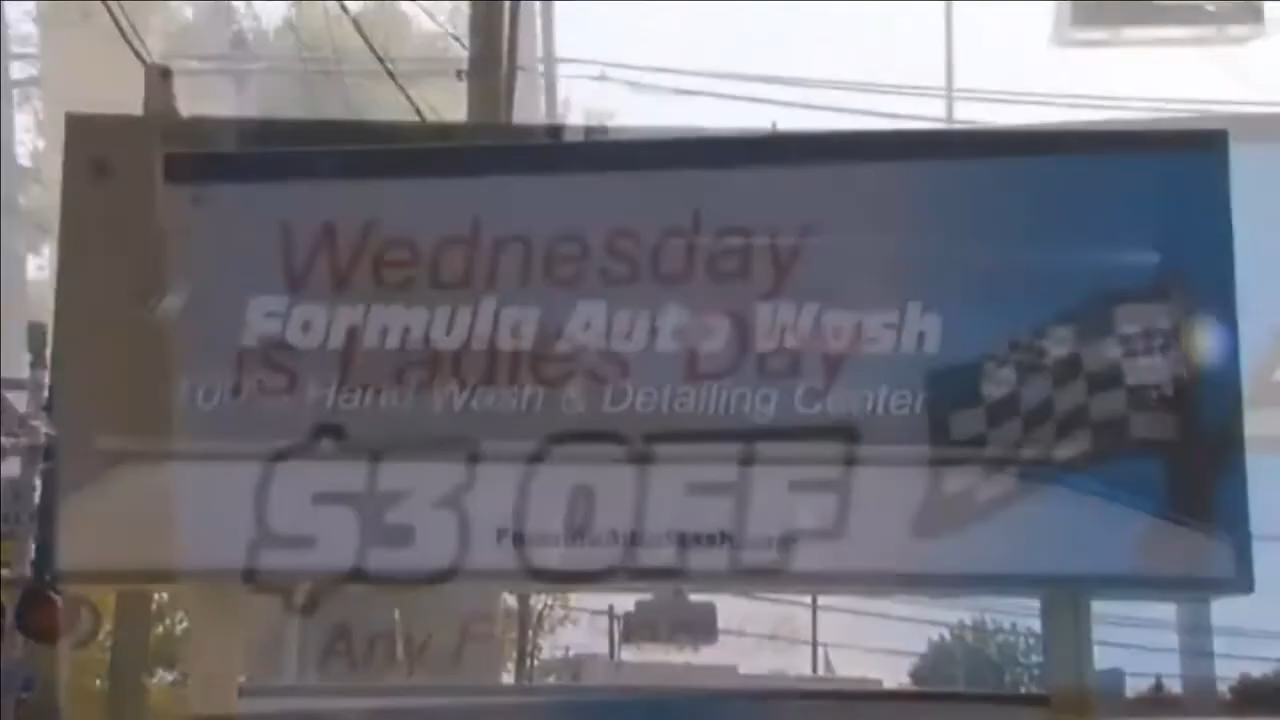 Wednesday
Formula Auto Wash
is Ladies Day
Hand Wash & Detailing Center
$3 OFF
Any